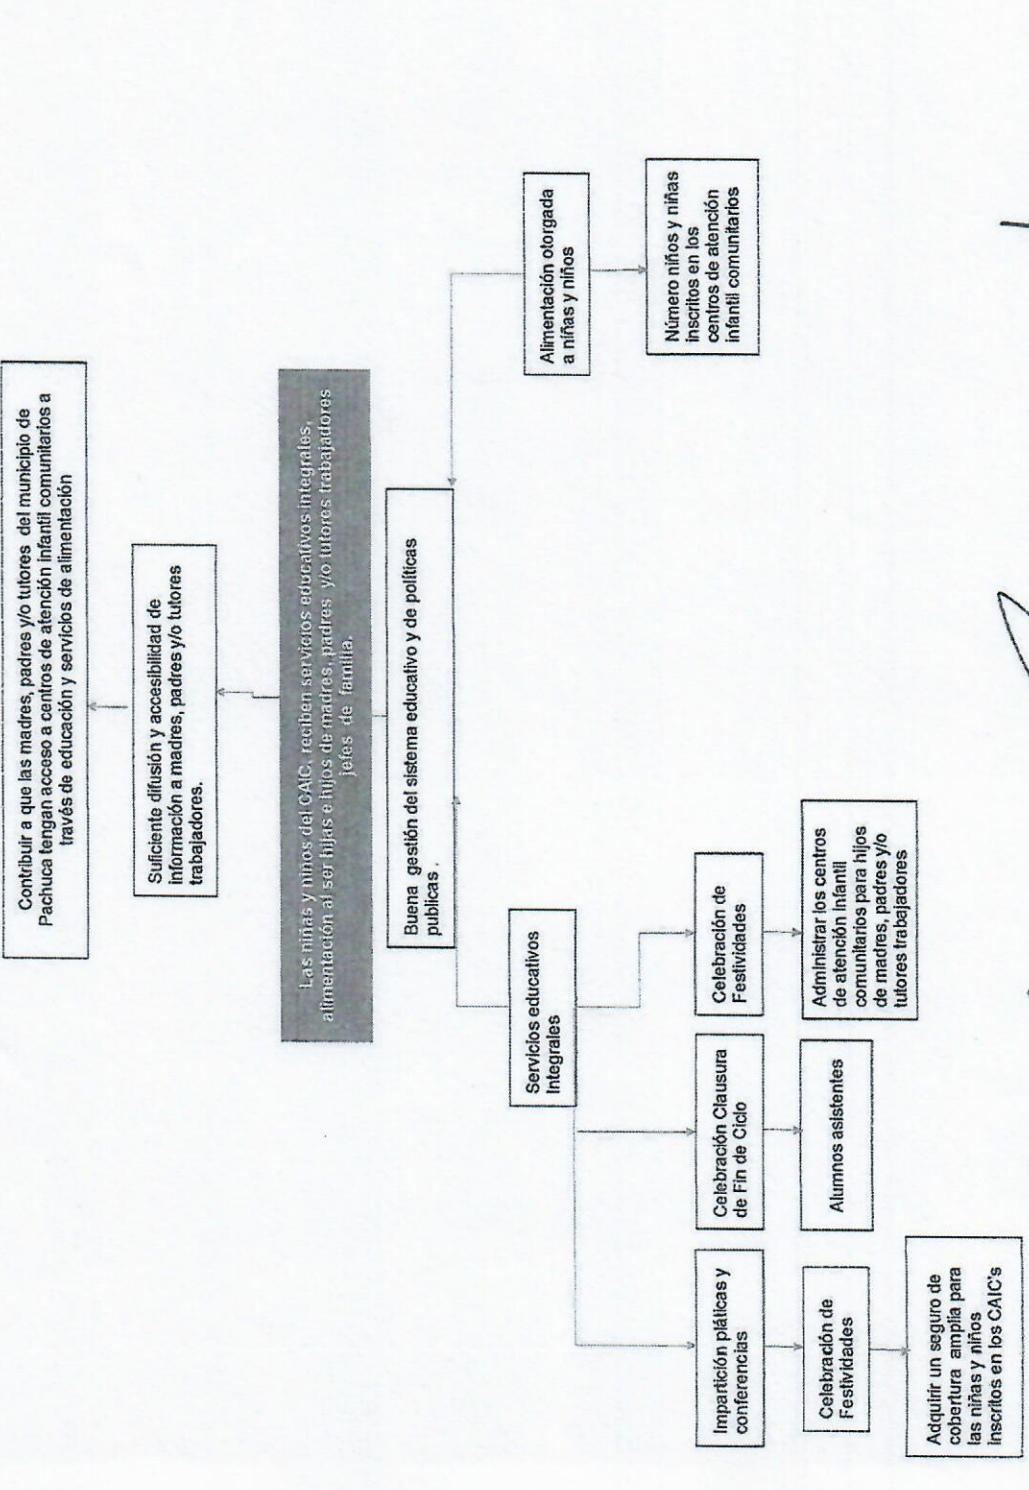 Contribuir a que las madres, padres y/o tutores del municipio de
Pachuca tengan acceso a centros de atención infantil comunitarios a
través de educación y servicios de alimentación
Suficiente difusión y accesibilidad de
información a madres, padres y/o tutores
trabajadores.
Las niñas y niños del CAIC, reciben servicios educativos integrales,
alimentación al ser hijas e hijos de madres, padres y/o tutores trabajadores
jefes de familia.
Buena gestión del sistema educativo y de políticas
publicas .
Servicios educativos
Integrales
Alimentación otorgada
a niñas y niños
Impartición pláticas y
conferencias
Celebración Clausura
de Fin de Ciclo
Celebración de
Festividades
Número niños y niñas
inscritos en los
centros de atención
infantil comunitarios
Celebración de
Festividades
Alumnos asistentes
Administrar los centros
de atención infantil
comunitarios para hijos
de madres, padres y/o
tutores trabajadores
Adquirir un seguro de
cobertura amplia para
las niñas y niños
inscritos en los CAIC's